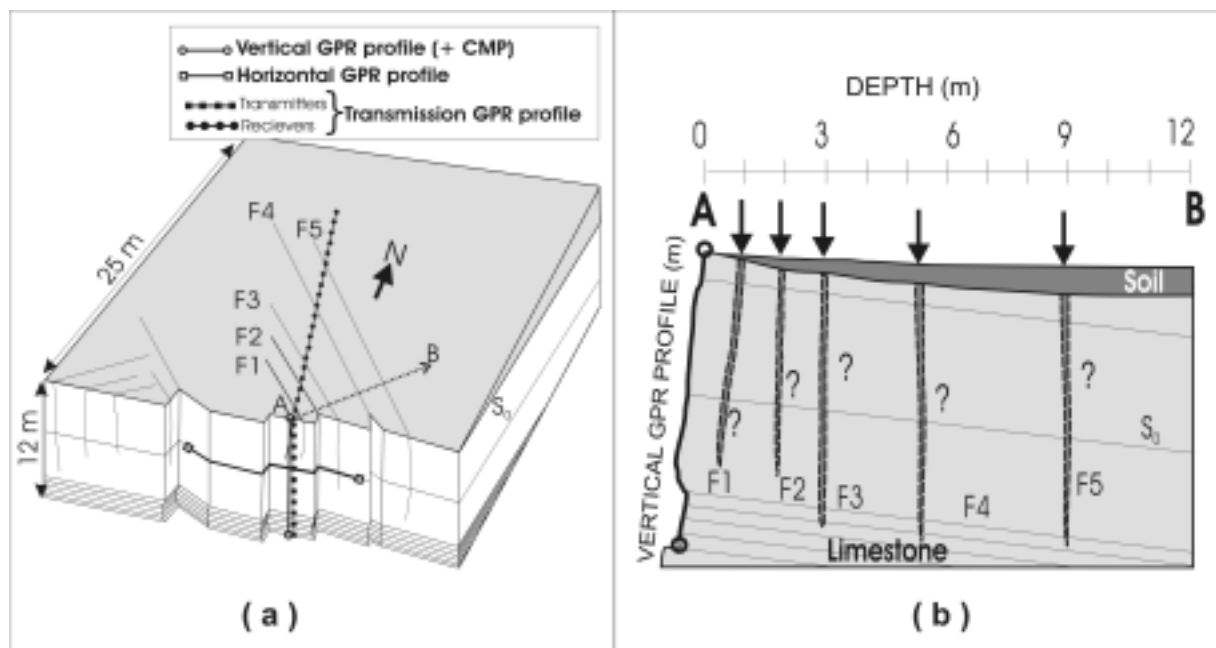 Vertical GPR profile (+ CMP)
Horizontal GPR profile
Transmitters
Recievers
Transmission GPR profile
25 m
12 m
F4
F5
N
F3
F2
F1
A
B
S₀
( a )
DEPTH (m)
0 3 6 9 12
A B
VERTICAL GPR PROFILE (m)
Soil
? ? ? ? ?
S₀
F1 F2 F3 F4 F5
Limestone
( b )